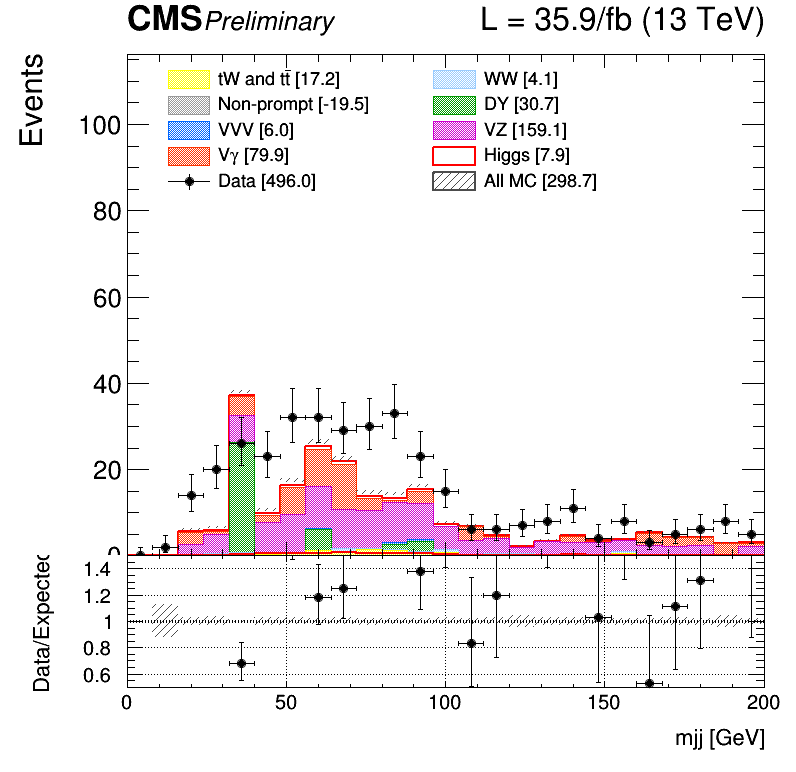 CMS Preliminary L = 35.9/fb (13 TeV)
Events
tW and tt̄ [17.2] WW [4.1]
Non-prompt [-19.5] DY [30.7]
VVV [6.0] VZ [159.1]
Vγ [79.9] Higgs [7.9]
Data [496.0] All MC [298.7]
100
80
60
40
20
0
Data/Expected
1.4
1.2
1
0.8
0.6
0 50 100 150 200
mjj [GeV]